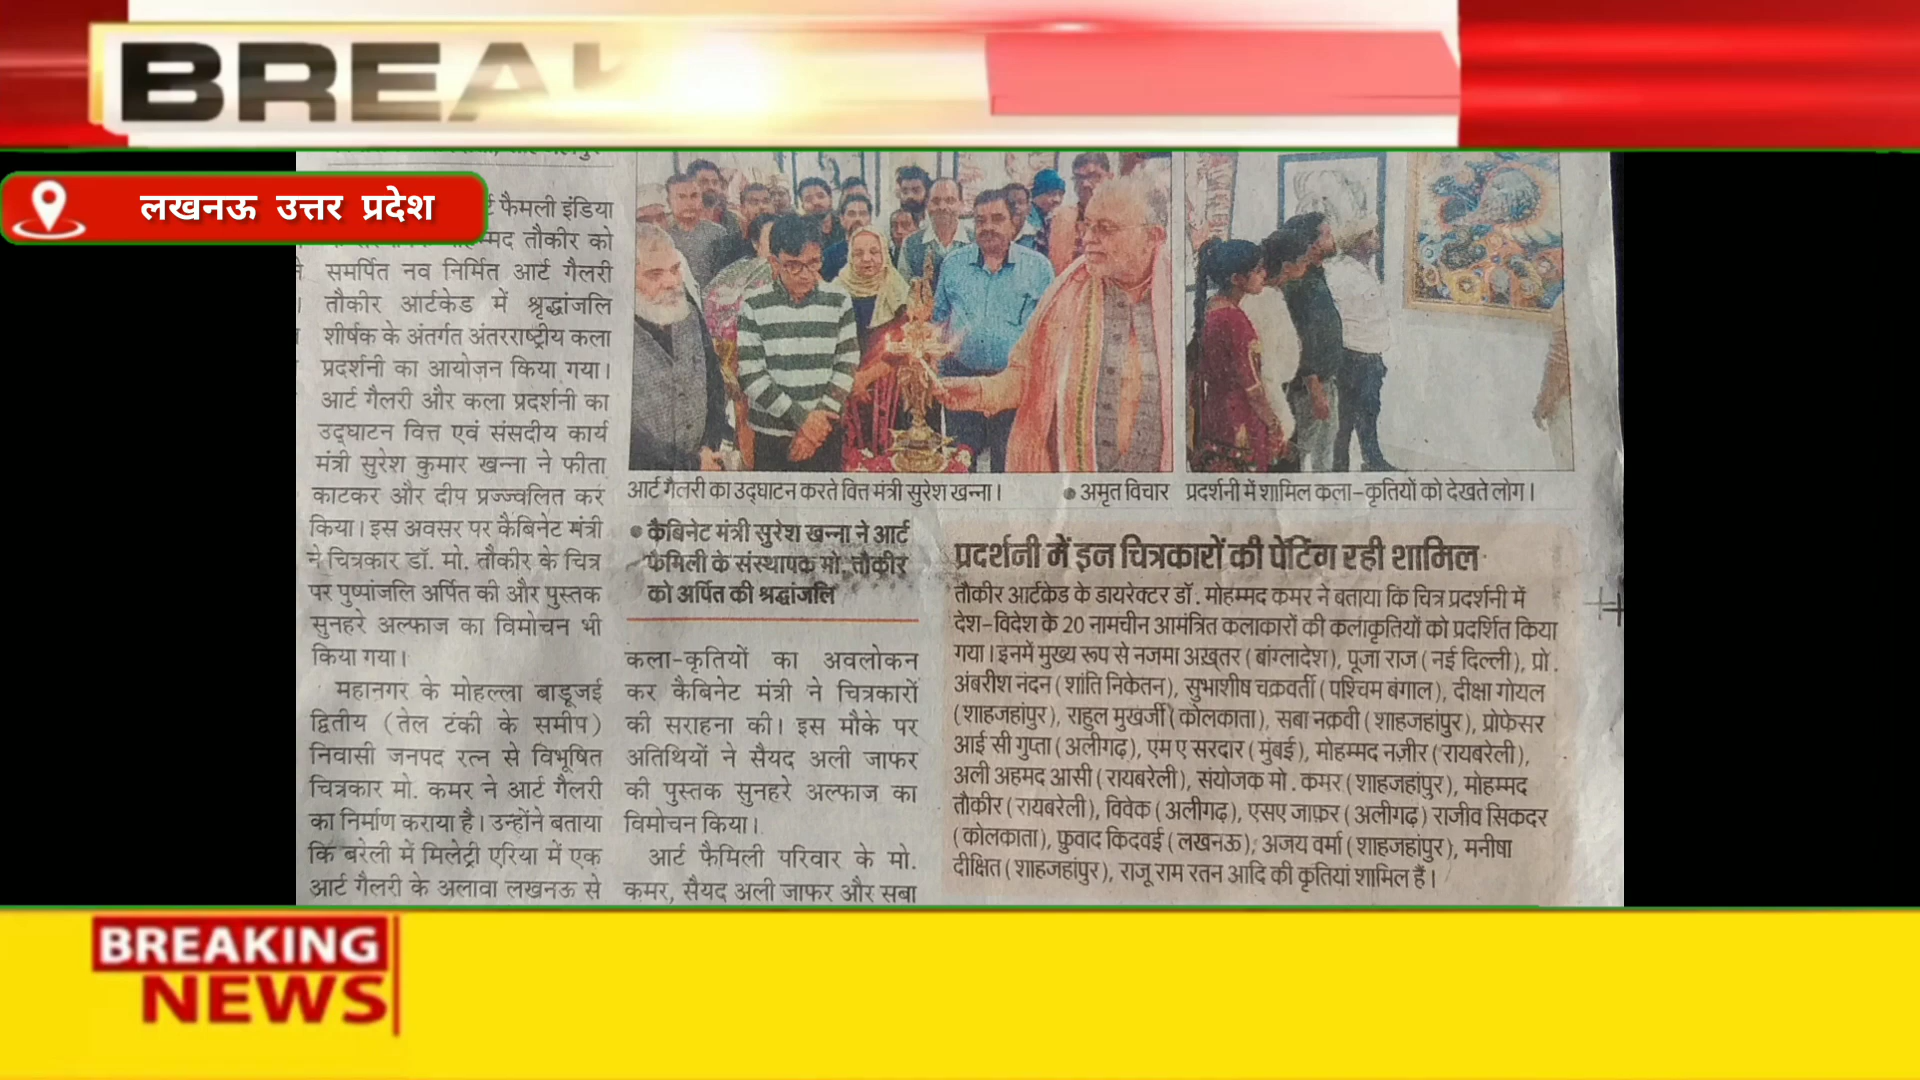 BREAK
लखनऊ उत्तर प्रदेश
फैमली इंडिया
तौकीर को
समर्पित नव निर्मित आर्ट गैलरी
तौकीर आर्टकेड में श्रृद्धांजलि
शीर्षक के अंतर्गत अंतरराष्ट्रीय कला
प्रदर्शनी का आयोजन किया गया।
आर्ट गैलरी और कला प्रदर्शनी का
उद्घाटन वित्त एवं संसदीय कार्य
मंत्री सुरेश कुमार खन्ना ने फीता
काटकर और दीप प्रज्ज्वलित कर
किया। इस अवसर पर कैबिनेट मंत्री
ने चित्रकार डॉ. मो. तौकीर के चित्र
पर पुष्पांजलि अर्पित की और पुस्तक
सुनहरे अल्फाज का विमोचन भी
किया गया।
महानगर के मोहल्ला बाडूजई
द्वितीय (तेल टंकी के समीप)
निवासी जनपद रत्न से विभूषित
चित्रकार मो. कमर ने आर्ट गैलरी
का निर्माण कराया है। उन्होंने बताया
कि बरेली में मिलेट्री एरिया में एक
आर्ट गैलरी के अलावा लखनऊ से
आर्ट गैलरी का उद्घाटन करते वित्त मंत्री सुरेश खन्ना।
● अमृत विचार
प्रदर्शनी में शामिल कला-कृतियों को देखते लोग।
● कैबिनेट मंत्री सुरेश खन्ना ने आर्ट
फैमिली के संस्थापक मो. तौकीर
को अर्पित की श्रद्धांजलि
कला-कृतियों का अवलोकन
कर कैबिनेट मंत्री ने चित्रकारों
की सराहना की। इस मौके पर
अतिथियों ने सैयद अली जाफर
की पुस्तक सुनहरे अल्फाज का
विमोचन किया।
आर्ट फैमिली परिवार के मो.
कमर, सैयद अली जाफर और सबा
प्रदर्शनी में इन चित्रकारों की पेंटिंग रही शामिल
तौकीर आर्टकेड के डायरेक्टर डॉ. मोहम्मद कमर ने बताया कि चित्र प्रदर्शनी में
देश-विदेश के 20 नामचीन आमंत्रित कलाकारों की कलाकृतियों को प्रदर्शित किया
गया। इनमें मुख्य रूप से नजमा अख़्तर (बांग्लादेश), पूजा राज (नई दिल्ली), प्रो.
अंबरीश नंदन (शांति निकेतन), सुभाशीष चक्रवर्ती (पश्चिम बंगाल), दीक्षा गोयल
(शाहजहांपुर), राहुल मुखर्जी (कोलकाता), सबा नकवी (शाहजहांपुर), प्रोफेसर
आई सी गुप्ता (अलीगढ़), एम ए सरदार (मुंबई), मोहम्मद नज़ीर (रायबरेली),
अली अहमद आसी (रायबरेली), संयोजक मो. कमर (शाहजहांपुर), मोहम्मद
तौकीर (रायबरेली), विवेक (अलीगढ़), एसए जाफ़र (अलीगढ़) राजीव सिकदर
(कोलकाता), फ़ुवाद किदवई (लखनऊ), अजय वर्मा (शाहजहांपुर), मनीषा
दीक्षित (शाहजहांपुर), राजू राम रतन आदि की कृतियां शामिल हैं।
BREAKING
NEWS